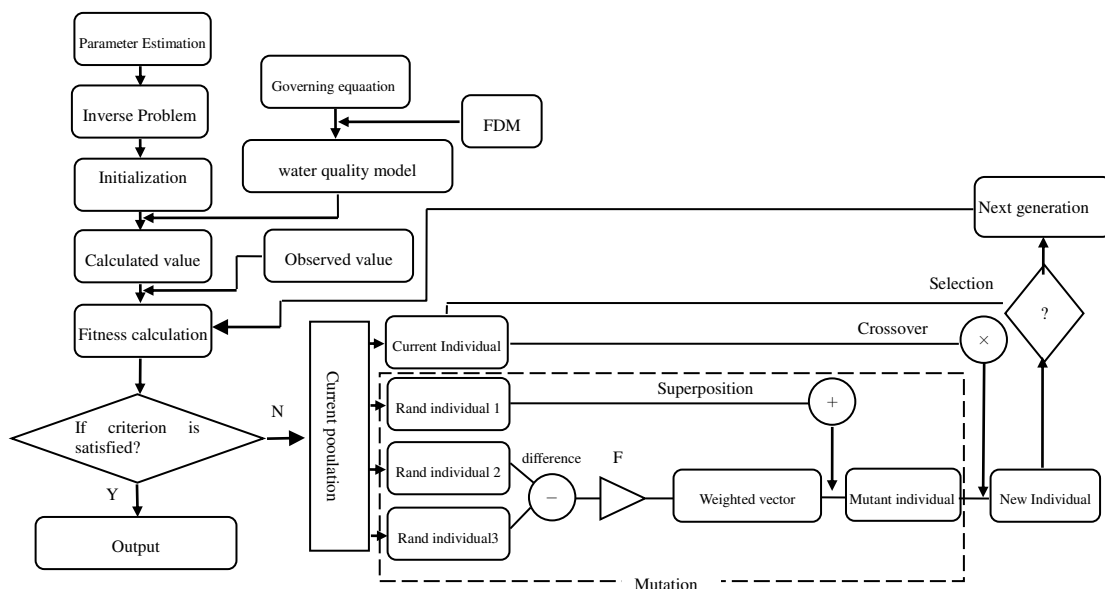 Parameter Estimation
Governing equaation
Inverse Problem
FDM
water quality model
Initialization
Next generation
Calculated value
Observed value
Selection
Fitness calculation
?
Crossover
×
Current Individual
Current poopulation
Superposition
Rand individual 1
+
N
If criterion is
satisfied?
difference
F
Rand individual 2
−
Weighted vector
Mutant individual
New Individual
Y
Rand individual3
Output
Mutation